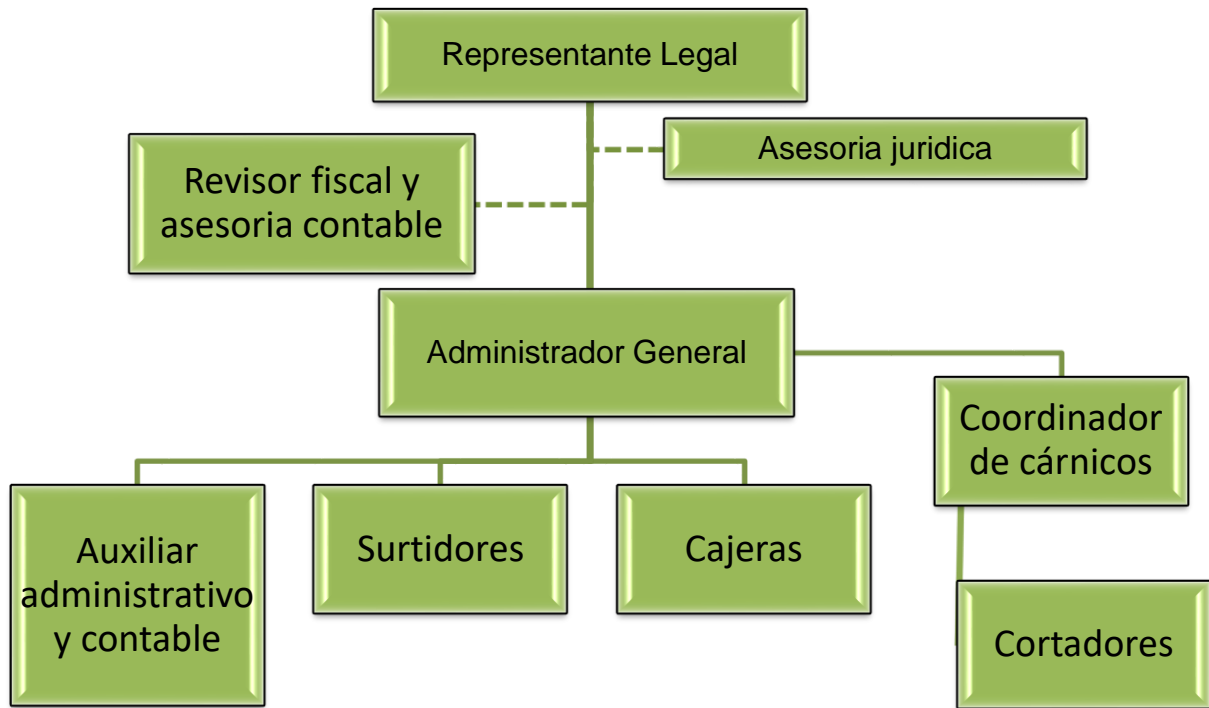 Representante Legal
Asesoria juridica
Revisor fiscal y
asesoria contable
Administrador General
Coordinador
de cárnicos
Auxiliar
administrativo
y contable
Surtidores
Cajeras
Cortadores